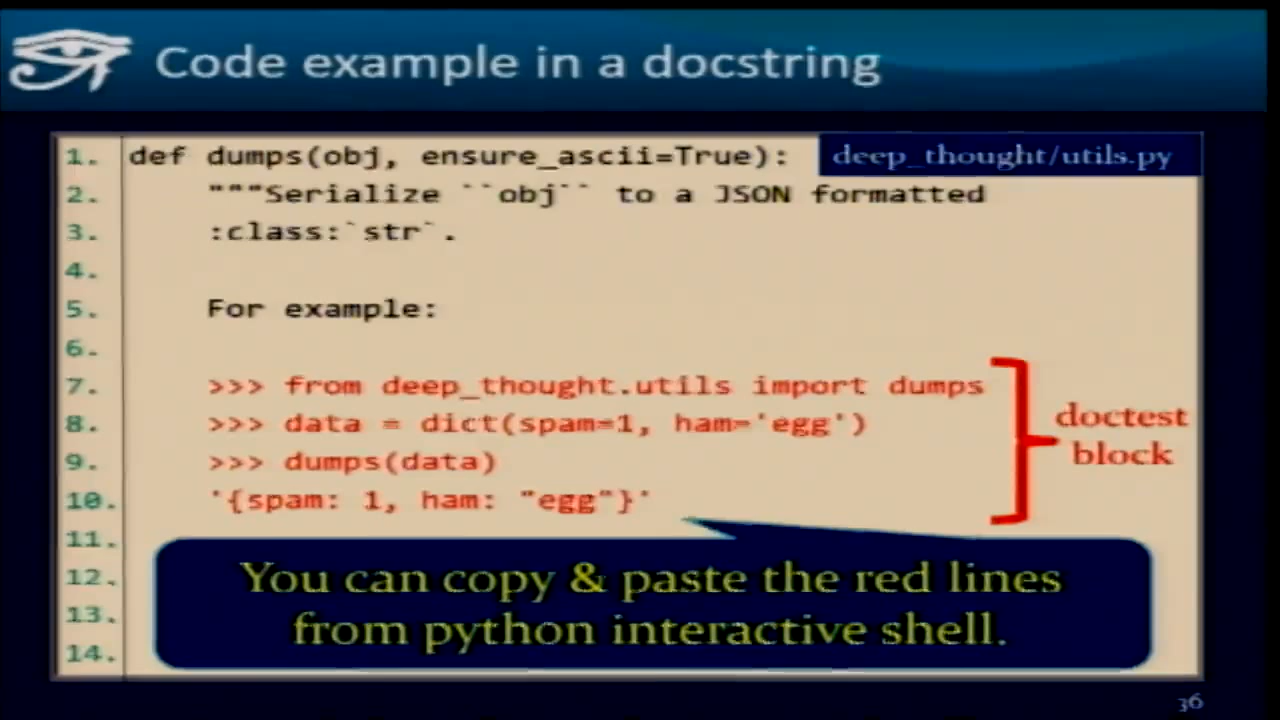 Code example in a docstring
1. def dumps(obj, ensure_ascii=True):
deep_thought/utils.py
2. """Serialize ``obj`` to a JSON formatted
3. :class:`str`.
4.
5. For example:
6.
7. >>> from deep_thought.utils import dumps
8. >>> data = dict(spam=1, ham='egg')
9. >>> dumps(data)
10. '{spam: 1, ham: "egg"}'
doctest
block
11.
12.
13.
14.
You can copy & paste the red lines
from python interactive shell.
36